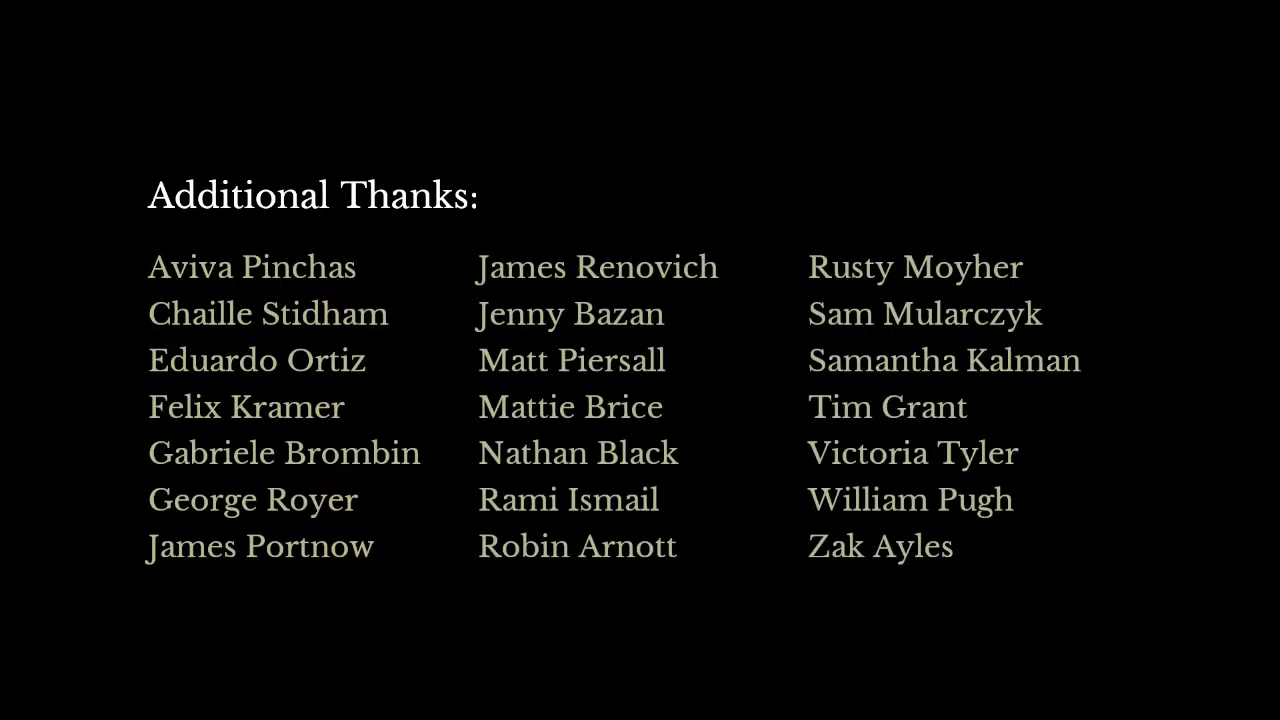 Additional Thanks:
Aviva Pinchas
Chaille Stidham
Eduardo Ortiz
Felix Kramer
Gabriele Brombin
George Royer
James Portnow
James Renovich
Jenny Bazan
Matt Piersall
Mattie Brice
Nathan Black
Rami Ismail
Robin Arnott
Rusty Moyher
Sam Mularczyk
Samantha Kalman
Tim Grant
Victoria Tyler
William Pugh
Zak Ayles